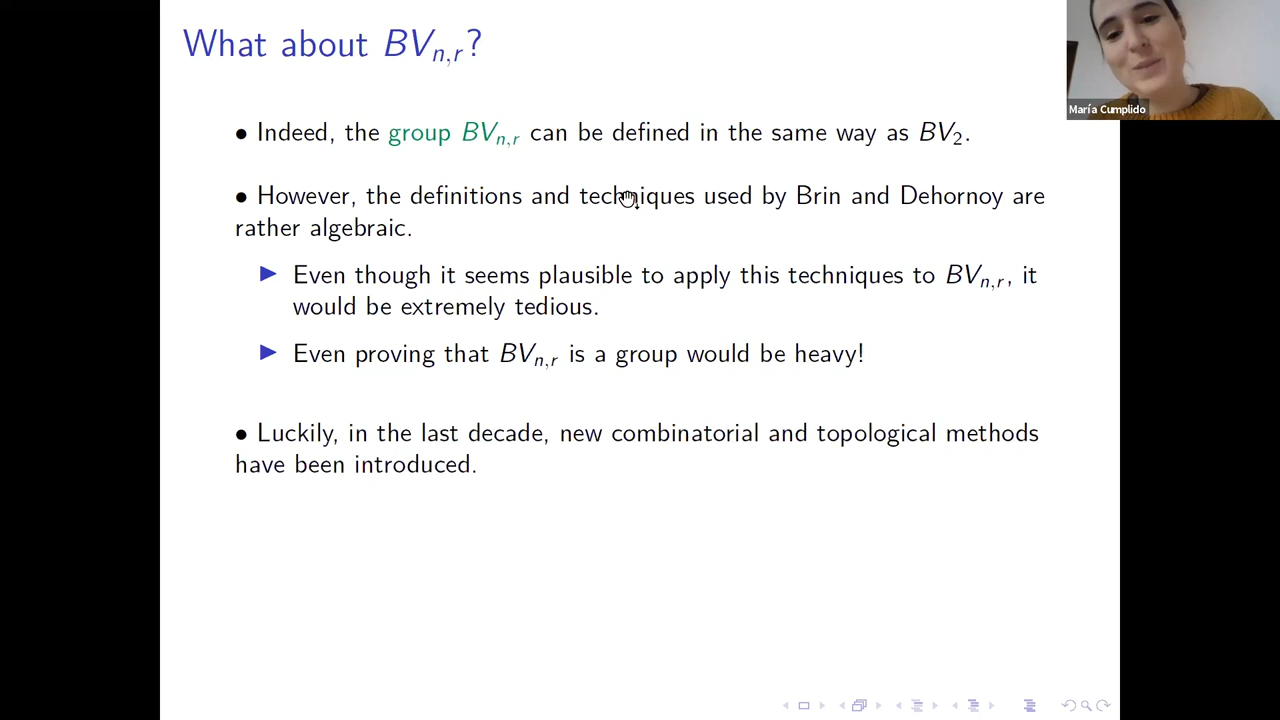 What about BVn,r?
María Cumplido
• Indeed, the group BVn,r can be defined in the same way as BV2.
• However, the definitions and techniques used by Brin and Dehornoy are
rather algebraic.
▶ Even though it seems plausible to apply this techniques to BVn,r, it
would be extremely tedious.
▶ Even proving that BVn,r is a group would be heavy!
• Luckily, in the last decade, new combinatorial and topological methods
have been introduced.